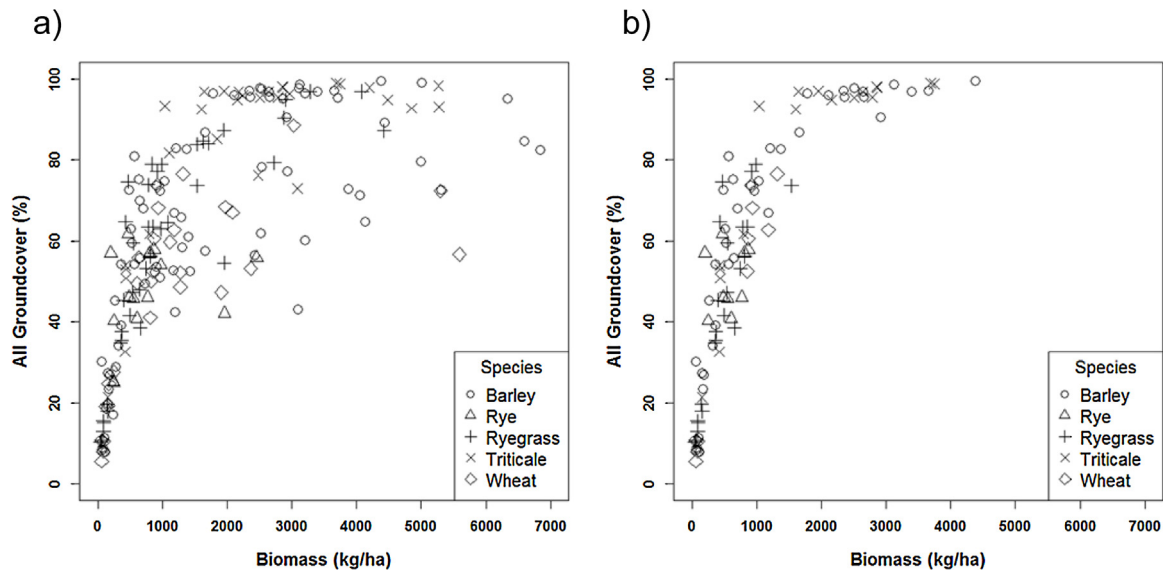 a)
All Groundcover (%)
100
80
60
40
20
0
Species
Barley
Rye
Ryegrass
Triticale
Wheat
0 1000 2000 3000 4000 5000 6000 7000
Biomass (kg/ha)
b)
All Groundcover (%)
100
80
60
40
20
0
Species
Barley
Rye
Ryegrass
Triticale
Wheat
0 1000 2000 3000 4000 5000 6000 7000
Biomass (kg/ha)